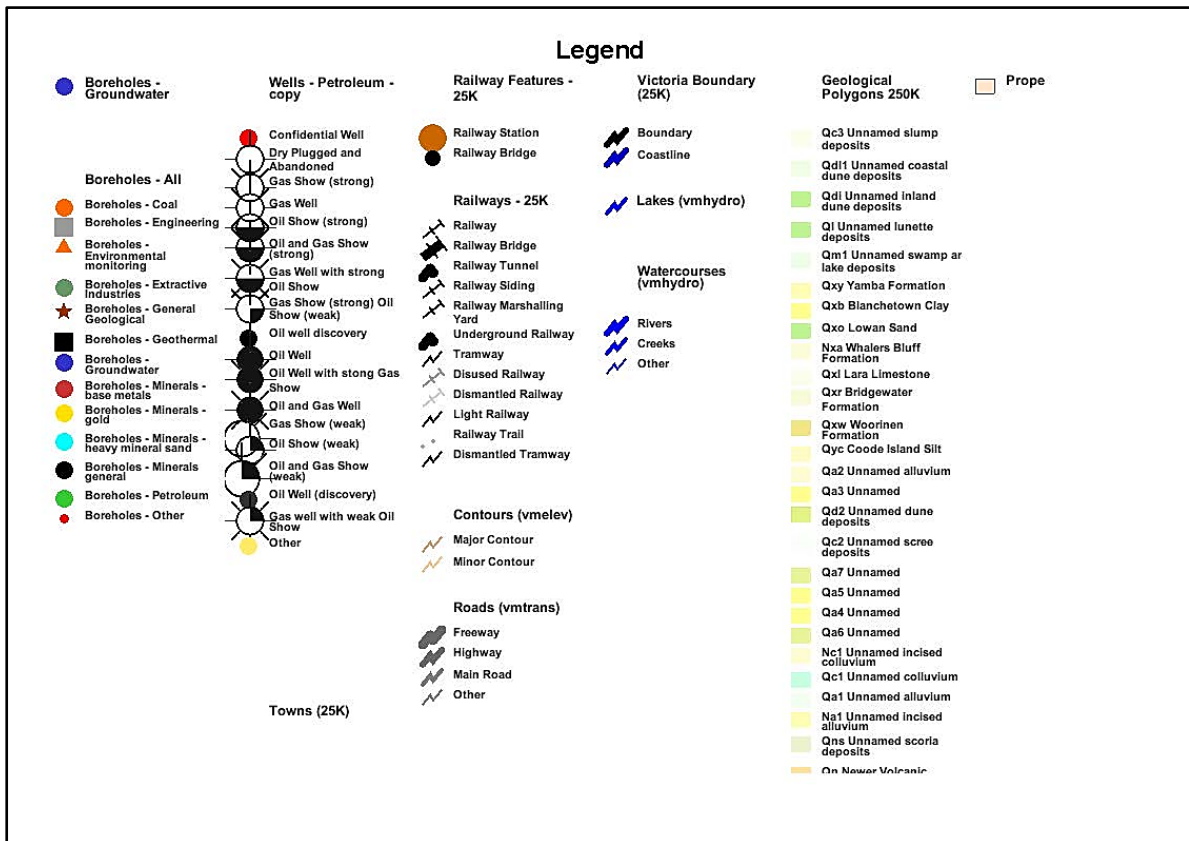 Legend
Boreholes -
Groundwater
Boreholes - All
Boreholes - Coal
Boreholes - Engineering
Boreholes -
Environmental
monitoring
Boreholes - Extractive
Industries
Boreholes - General
Geological
Boreholes - Geothermal
Boreholes -
Groundwater
Boreholes - Minerals -
base metals
Boreholes - Minerals -
gold
Boreholes - Minerals -
heavy mineral sand
Boreholes - Minerals
general
Boreholes - Petroleum
Boreholes - Other
Wells - Petroleum -
copy
Confidential Well
Dry Plugged and
Abandoned
Gas Show (strong)
Gas Well
Oil Show (strong)
Oil and Gas Show
(strong)
Gas Well with strong
Oil Show
Gas Show (strong) Oil
Show (weak)
Oil well discovery
Oil Well
Oil Well with stong Gas
Show
Oil and Gas Well
Gas Show (weak)
Oil Show (weak)
Oil and Gas Show
(weak)
Oil Well (discovery)
Gas well with weak Oil
Show
Other
Towns (25K)
Railway Features -
25K
Railway Station
Railway Bridge
Railways - 25K
Railway
Railway Bridge
Railway Tunnel
Railway Siding
Railway Marshalling
Yard
Underground Railway
Tramway
Disused Railway
Dismantled Railway
Light Railway
Railway Trail
Dismantled Tramway
Contours (vmelev)
Major Contour
Minor Contour
Roads (vmtrans)
Freeway
Highway
Main Road
Other
Victoria Boundary
(25K)
Boundary
Coastline
Lakes (vmhydro)
Watercourses
(vmhydro)
Rivers
Creeks
Other
Geological
Polygons 250K
Qc3 Unnamed slump
deposits
Qdl1 Unnamed coastal
dune deposits
Qdi Unnamed inland
dune deposits
Ql Unnamed lunette
deposits
Qm1 Unnamed swamp ar
lake deposits
Qxy Yamba Formation
Qxb Blanchetown Clay
Qxo Lowan Sand
Nxa Whalers Bluff
Formation
Qxl Lara Limestone
Qxr Bridgewater
Formation
Qxw Woorinen
Formation
Qyc Coode Island Silt
Qa2 Unnamed alluvium
Qa3 Unnamed
Qd2 Unnamed dune
deposits
Qc2 Unnamed scree
deposits
Qa7 Unnamed
Qa5 Unnamed
Qa4 Unnamed
Qa6 Unnamed
Nc1 Unnamed incised
colluvium
Qc1 Unnamed colluvium
Qa1 Unnamed alluvium
Na1 Unnamed incised
alluvium
Qns Unnamed scoria
deposits
Qn Newer Volcanic
Prope